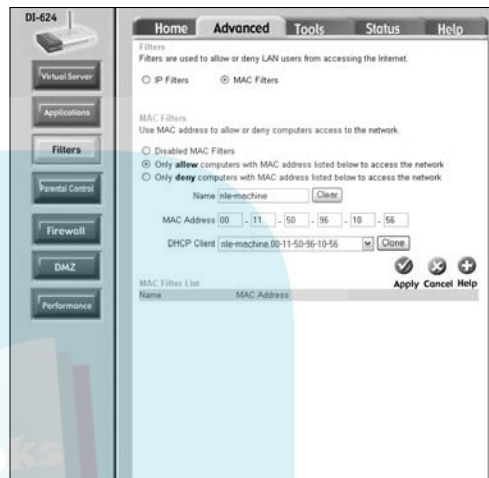 DI-624
Home Advanced Tools Status Help
Filters
Filters are used to allow or deny LAN users from accessing the Internet.
IP Filters MAC Filters
MAC Filters
Use MAC address to allow or deny computers access to the network.
Disabled MAC Filters
Only allow computers with MAC address listed below to access the network
Only deny computers with MAC address listed below to access the network
Name nle-machine Clear
MAC Address 00 - 11 - 50 - 96 - 10 - 56
DHCP Client nle-machine,00-11-50-96-10-56 Clone
Apply Cancel Help
MAC Filter List
Name MAC Address
Virtual Server
Applications
Filters
Parental Control
Firewall
DMZ
Performance